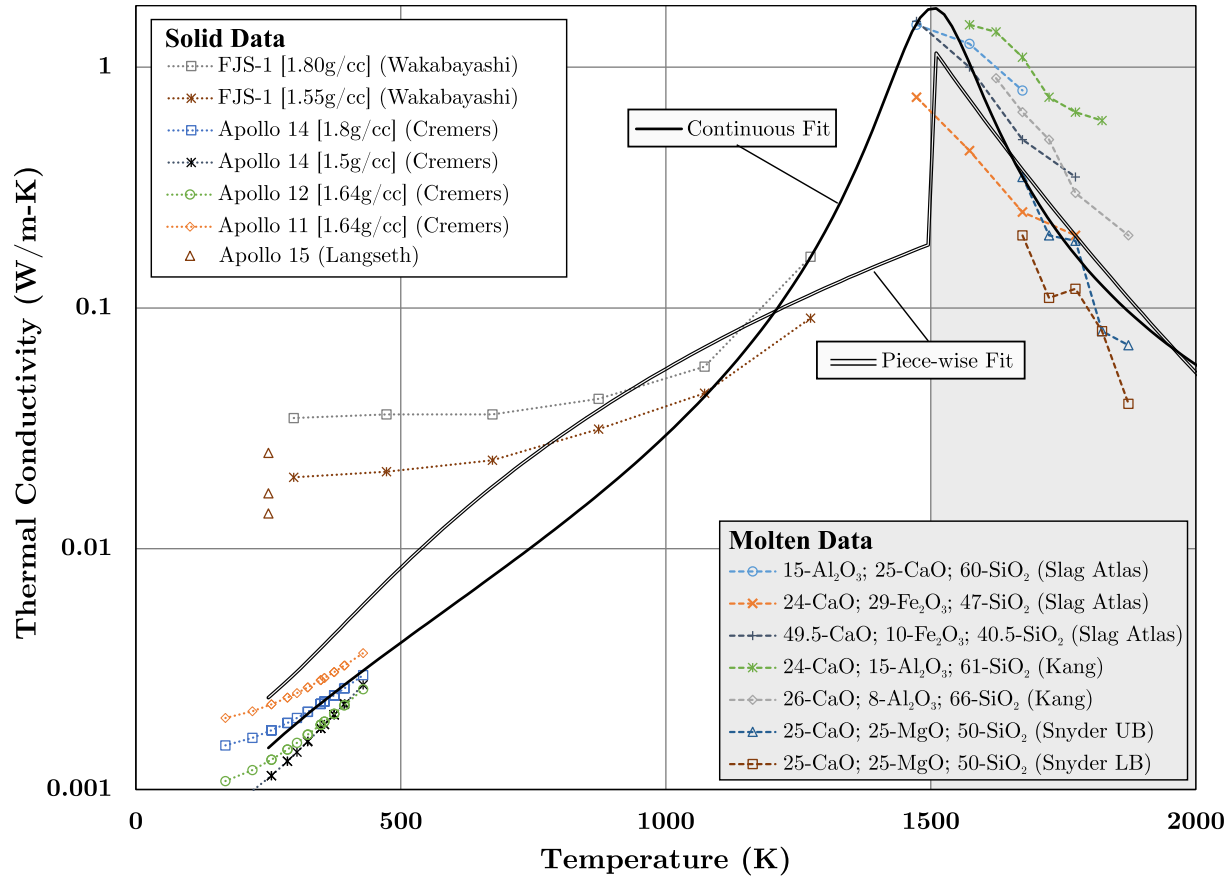 Solid Data
FJS-1 [1.80g/cc] (Wakabayashi)
FJS-1 [1.55g/cc] (Wakabayashi)
Apollo 14 [1.8g/cc] (Cremers)
Apollo 14 [1.5g/cc] (Cremers)
Apollo 12 [1.64g/cc] (Cremers)
Apollo 11 [1.64g/cc] (Cremers)
Apollo 15 (Langseth)
Continuous Fit
Piece-wise Fit
Molten Data
15-Al₂O₃; 25-CaO; 60-SiO₂ (Slag Atlas)
24-CaO; 29-Fe₂O₃; 47-SiO₂ (Slag Atlas)
49.5-CaO; 10-Fe₂O₃; 40.5-SiO₂ (Slag Atlas)
24-CaO; 15-Al₂O₃; 61-SiO₂ (Kang)
26-CaO; 8-Al₂O₃; 66-SiO₂ (Kang)
25-CaO; 25-MgO; 50-SiO₂ (Snyder UB)
25-CaO; 25-MgO; 50-SiO₂ (Snyder LB)
Thermal Conductivity (W/m-K)
1
0.1
0.01
0.001
0 500 1000 1500 2000
Temperature (K)